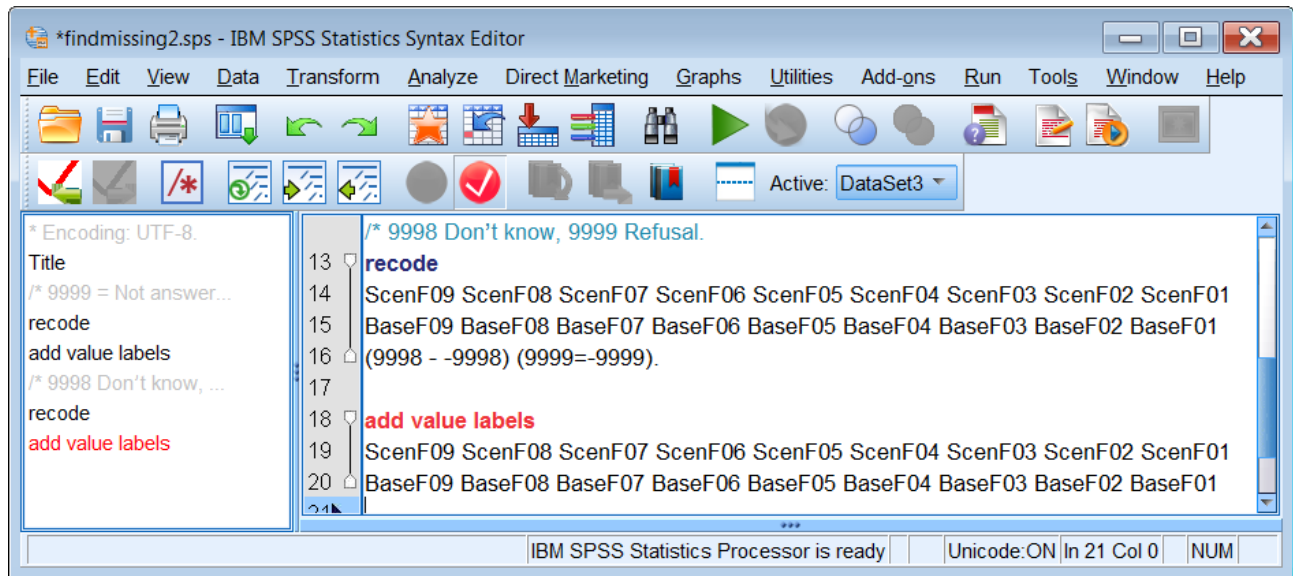 *findmissing2.sps - IBM SPSS Statistics Syntax Editor
File Edit View Data Transform Analyze Direct Marketing Graphs Utilities Add-ons Run Tools Window Help
/*
Active: DataSet3
* Encoding: UTF-8.
Title
/* 9999 = Not answer...
recode
add value labels
/* 9998 Don't know, ...
recode
add value labels
/* 9998 Don't know, 9999 Refusal.
13 recode
14 ScenF09 ScenF08 ScenF07 ScenF06 ScenF05 ScenF04 ScenF03 ScenF02 ScenF01
15 BaseF09 BaseF08 BaseF07 BaseF06 BaseF05 BaseF04 BaseF03 BaseF02 BaseF01
16 (9998 - -9998) (9999=-9999).
17
18 add value labels
19 ScenF09 ScenF08 ScenF07 ScenF06 ScenF05 ScenF04 ScenF03 ScenF02 ScenF01
20 BaseF09 BaseF08 BaseF07 BaseF06 BaseF05 BaseF04 BaseF03 BaseF02 BaseF01
21
IBM SPSS Statistics Processor is ready Unicode:ON In 21 Col 0 NUM